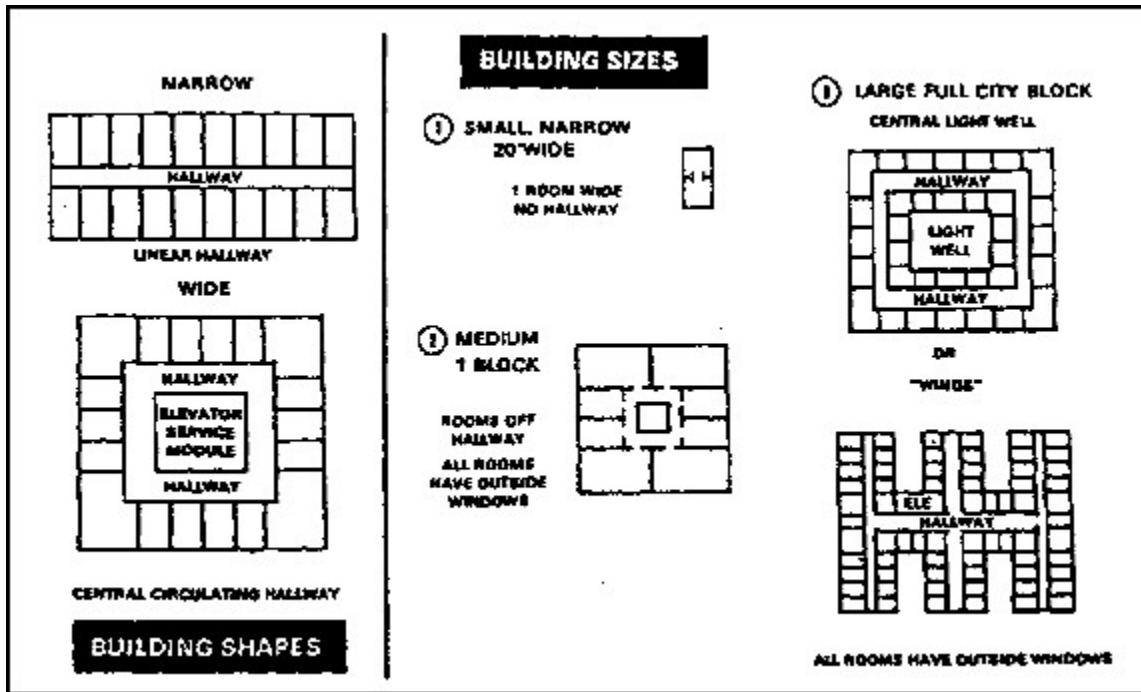 NARROW
HALLWAY
LINEAR HALLWAY
WIDE
HALLWAY
ELEVATOR
SERVICE
MODULE
HALLWAY
CENTRAL CIRCULATING HALLWAY
BUILDING SHAPES
BUILDING SIZES
1 SMALL, NARROW
20' WIDE
1 ROOM WIDE
NO HALLWAY
2 MEDIUM
1 BLOCK
ROOMS OFF
HALLWAY
ALL ROOMS
HAVE OUTSIDE
WINDOWS
LARGE FULL CITY BLOCK
CENTRAL LIGHT WELL
HALLWAY
LIGHT
WELL
HALLWAY
OR
"WINGS"
ELE
HALLWAY
ALL ROOMS HAVE OUTSIDE WINDOWS